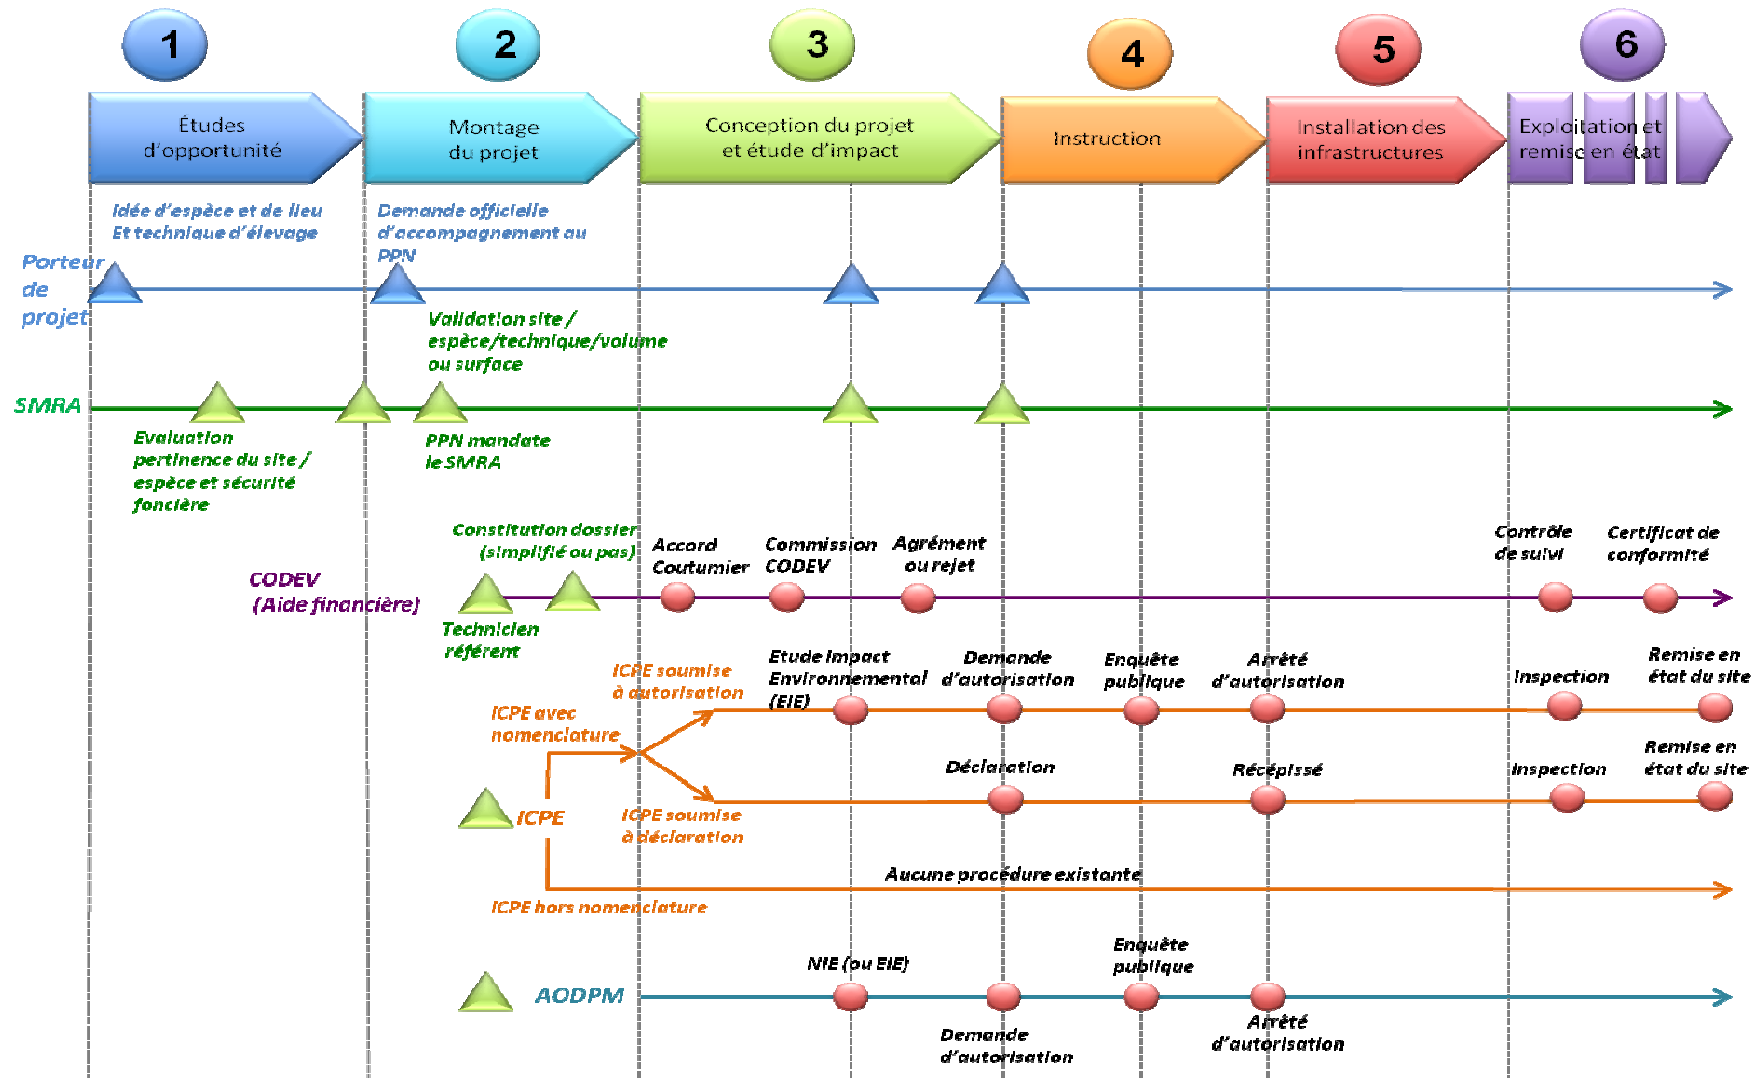 1
2
3
4
5
6
Études
d'opportunité
Montage
du projet
Conception du projet
et étude d'impact
Instruction
Installation des
infrastructures
Exploitation et
remise en état
Idée d'espèce et de lieu
Et technique d'élevage
Demande officielle
d'accompagnement au
PPN
Porteur
de
projet
Validation site /
espèce/technique/volume
ou surface
SMRA
Evaluation
pertinence du site /
espèce et sécurité
foncière
PPN mandate
le SMRA
Constitution dossier
(simplifié ou pas)
Accord
Coutumier
Commission
CODEV
Agrément
ou rejet
Contrôle
de suivi
Certificat de
conformité
CODEV
(Aide financière)
Technicien
référent
ICPE soumise
à autorisation
Etude Impact
Environnemental
(EIE)
Demande
d'autorisation
Enquête
publique
Arrêté
d'autorisation
Inspection
Remise en
état du site
ICPE avec
nomenclature
Déclaration
Récépissé
Inspection
Remise en
état du site
ICPE
ICPE soumise
à déclaration
Aucune procédure existante
ICPE hors nomenclature
NIE (ou EIE)
Enquête
publique
AODPM
Demande
d'autorisation
Arrêté
d'autorisation